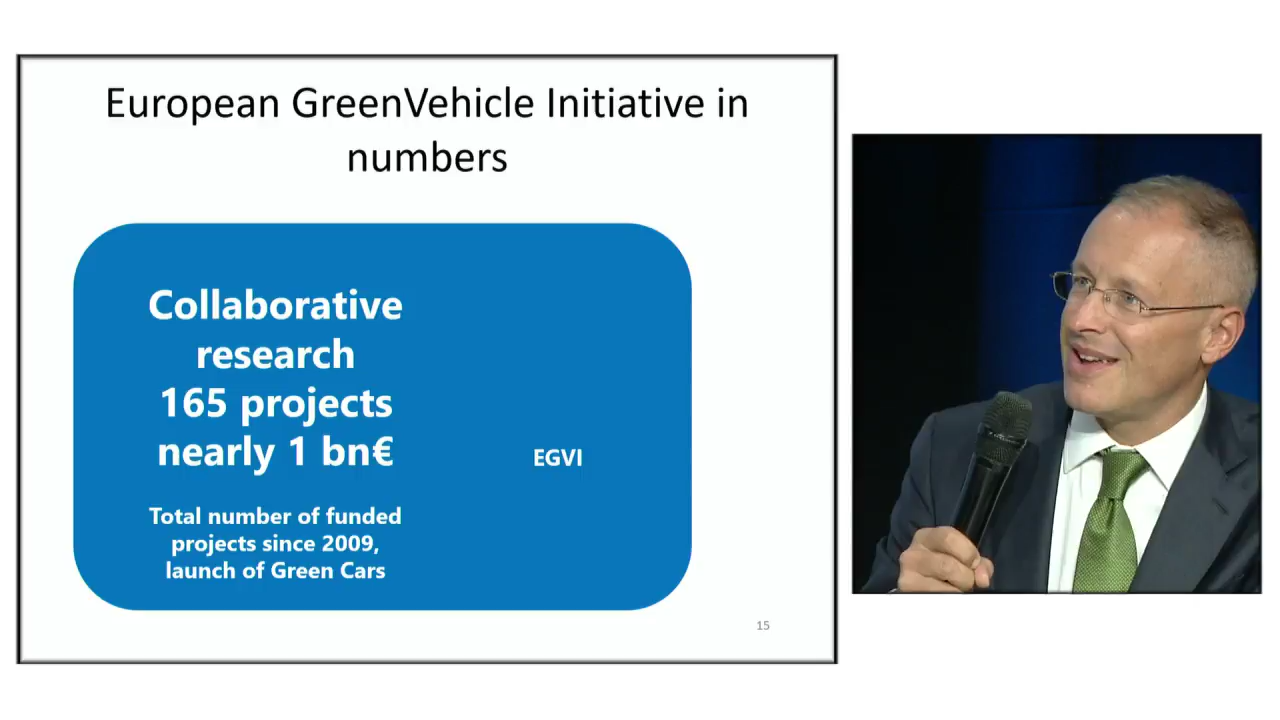 European GreenVehicle Initiative in
numbers
Collaborative
research
165 projects
nearly 1 bn€
EGVI
Total number of funded
projects since 2009,
launch of Green Cars
15